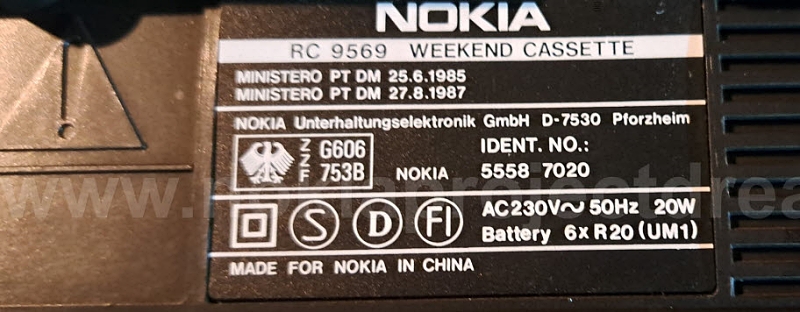 NOKIA
RC 9569 WEEKEND CASSETTE
MINISTERO PT DM 25.6.1985
MINISTERO PT DM 27.8.1987
NOKIA Unterhaltungselektronik GmbH D-7530 Pforzheim
ZZF G606 753B NOKIA
IDENT. NO.:
5558 7020
S D FI
AC230V~ 50Hz 20W
Battery 6xR20 (UM1)
MADE FOR NOKIA IN CHINA